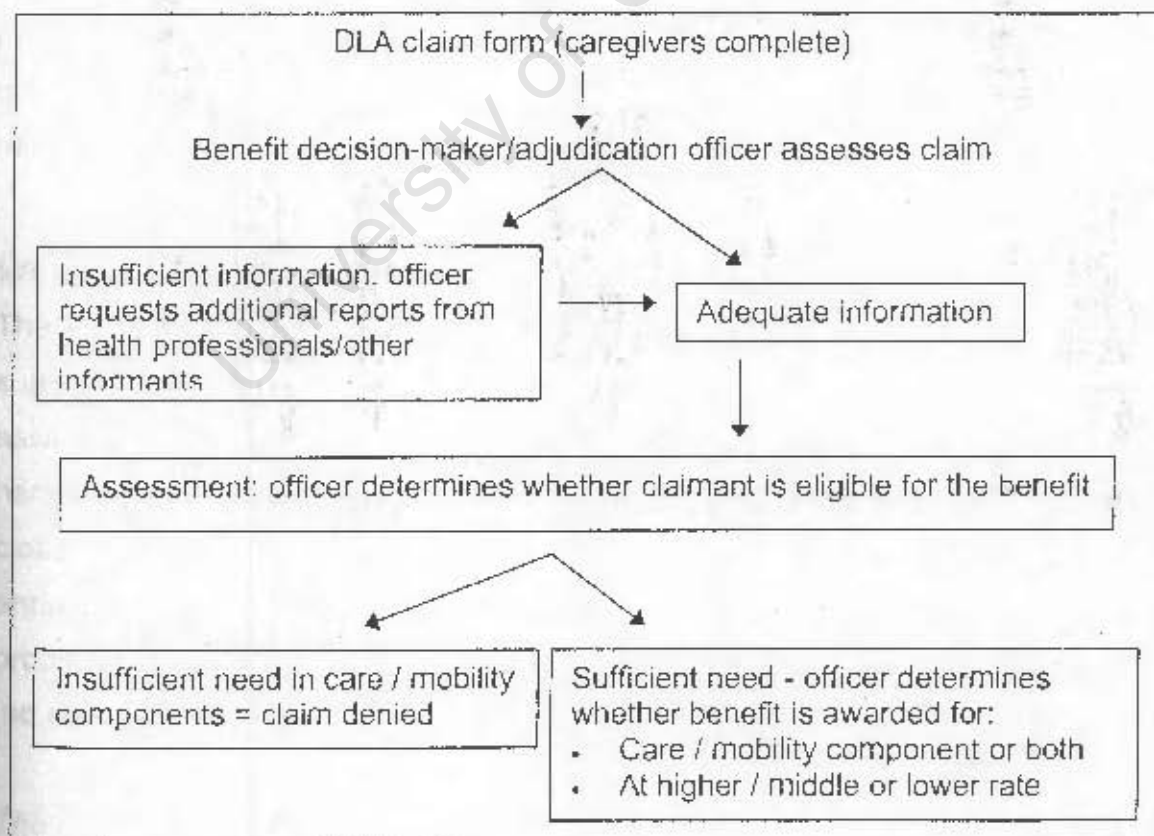 DLA claim form (caregivers complete)
Benefit decision-maker/adjudication officer assesses claim
Insufficient information. officer
requests additional reports from
health professionals/other
informants
Adequate information
Assessment: officer determines whether claimant is eligible for the benefit
Insufficient need in care / mobility
components = claim denied
Sufficient need - officer determines
whether benefit is awarded for:
• Care / mobility component or both
• At higher / middle or lower rate
University of